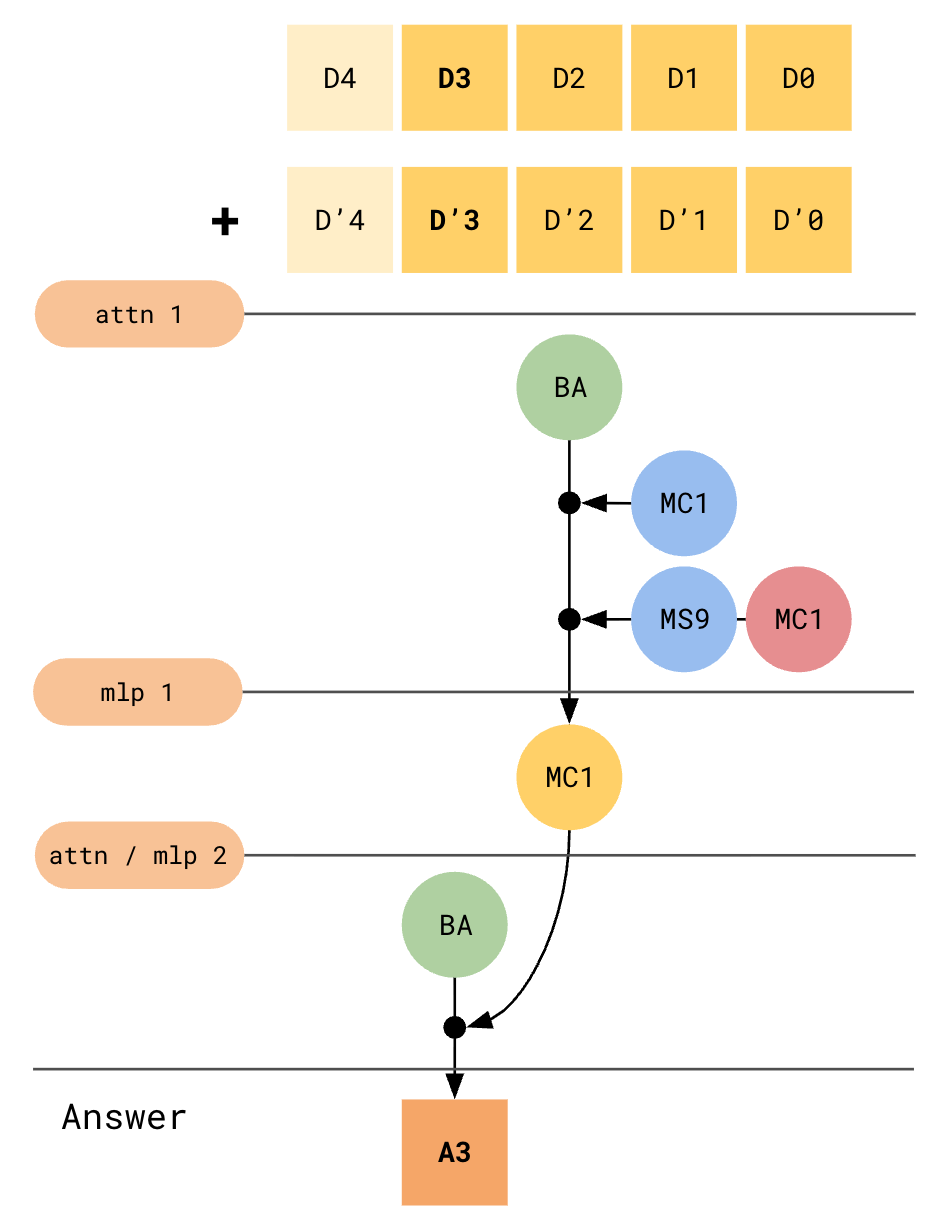 D4 D3 D2 D1 D0
+ D’4 D’3 D’2 D’1 D’0
attn 1
BA
MC1
MS9 MC1
mlp 1
MC1
attn / mlp 2
BA
Answer
A3